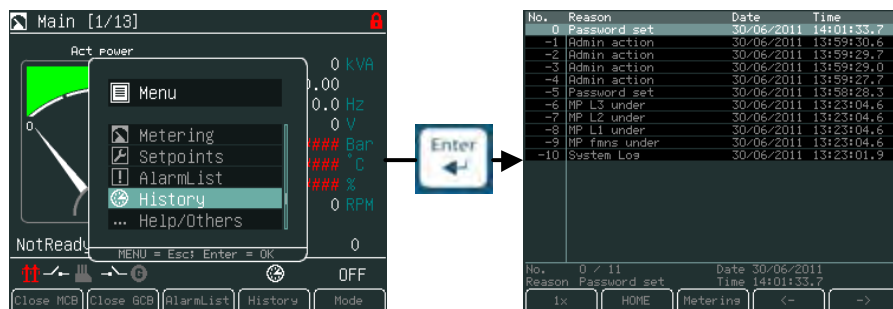 Main [1/13]
Act power
0 kVA
0.00
0.0 Hz
0 V
#### Bar
#### °C
#### %
0 RPM
0
Menu
Metering
Setpoints
AlarmList
History
Help/Others
MENU = Esc; Enter = OK
NotReady
0
G
OFF
Close MCB
Close GCB
AlarmList
History
Mode
Enter
No. Reason Date Time
0 Password set 30/06/2011 14:01:33.7
-1 Admin action 30/06/2011 13:59:30.6
-2 Admin action 30/06/2011 13:59:29.7
-3 Admin action 30/06/2011 13:59:29.0
-4 Admin action 30/06/2011 13:59:27.7
-5 Password set 30/06/2011 13:58:28.3
-6 MP L3 under 30/06/2011 13:23:04.6
-7 MP L2 under 30/06/2011 13:23:04.6
-8 MP L1 under 30/06/2011 13:23:04.6
-9 MP fmns under 30/06/2011 13:23:04.6
-10 System Log 30/06/2011 13:23:01.9
No. 0 / 11 Date 30/06/2011
Reason Password set Time 14:01:33.7
1x
HOME
Metering
<-
->